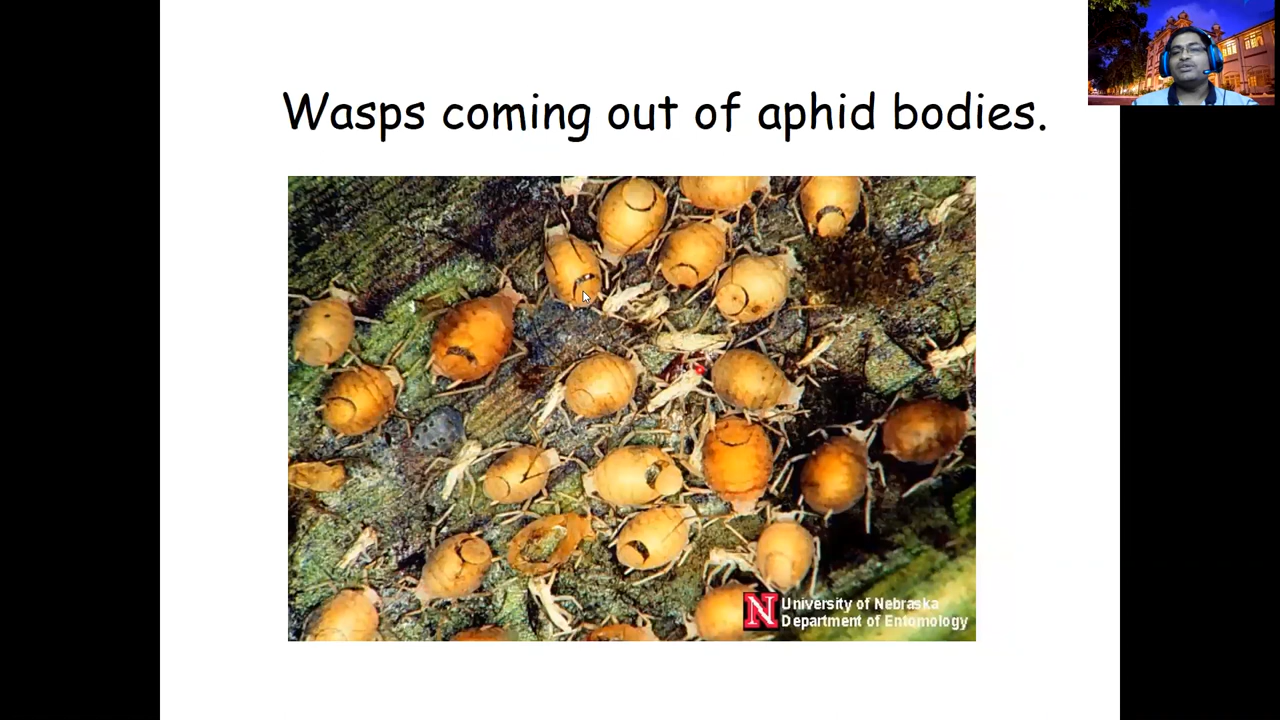 Wasps coming out of aphid bodies.
N University of Nebraska
Department of Entomology